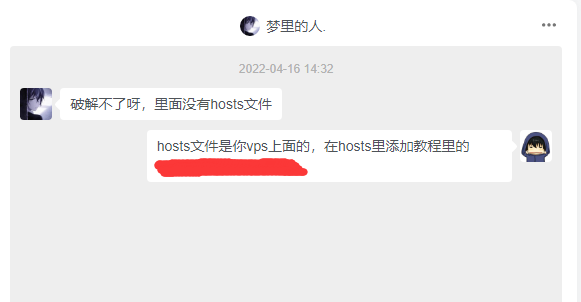 梦里的人.
2022-04-16 14:32
破解不了呀，里面没有hosts文件
hosts文件是你vps上面的，在hosts里添加教程里的